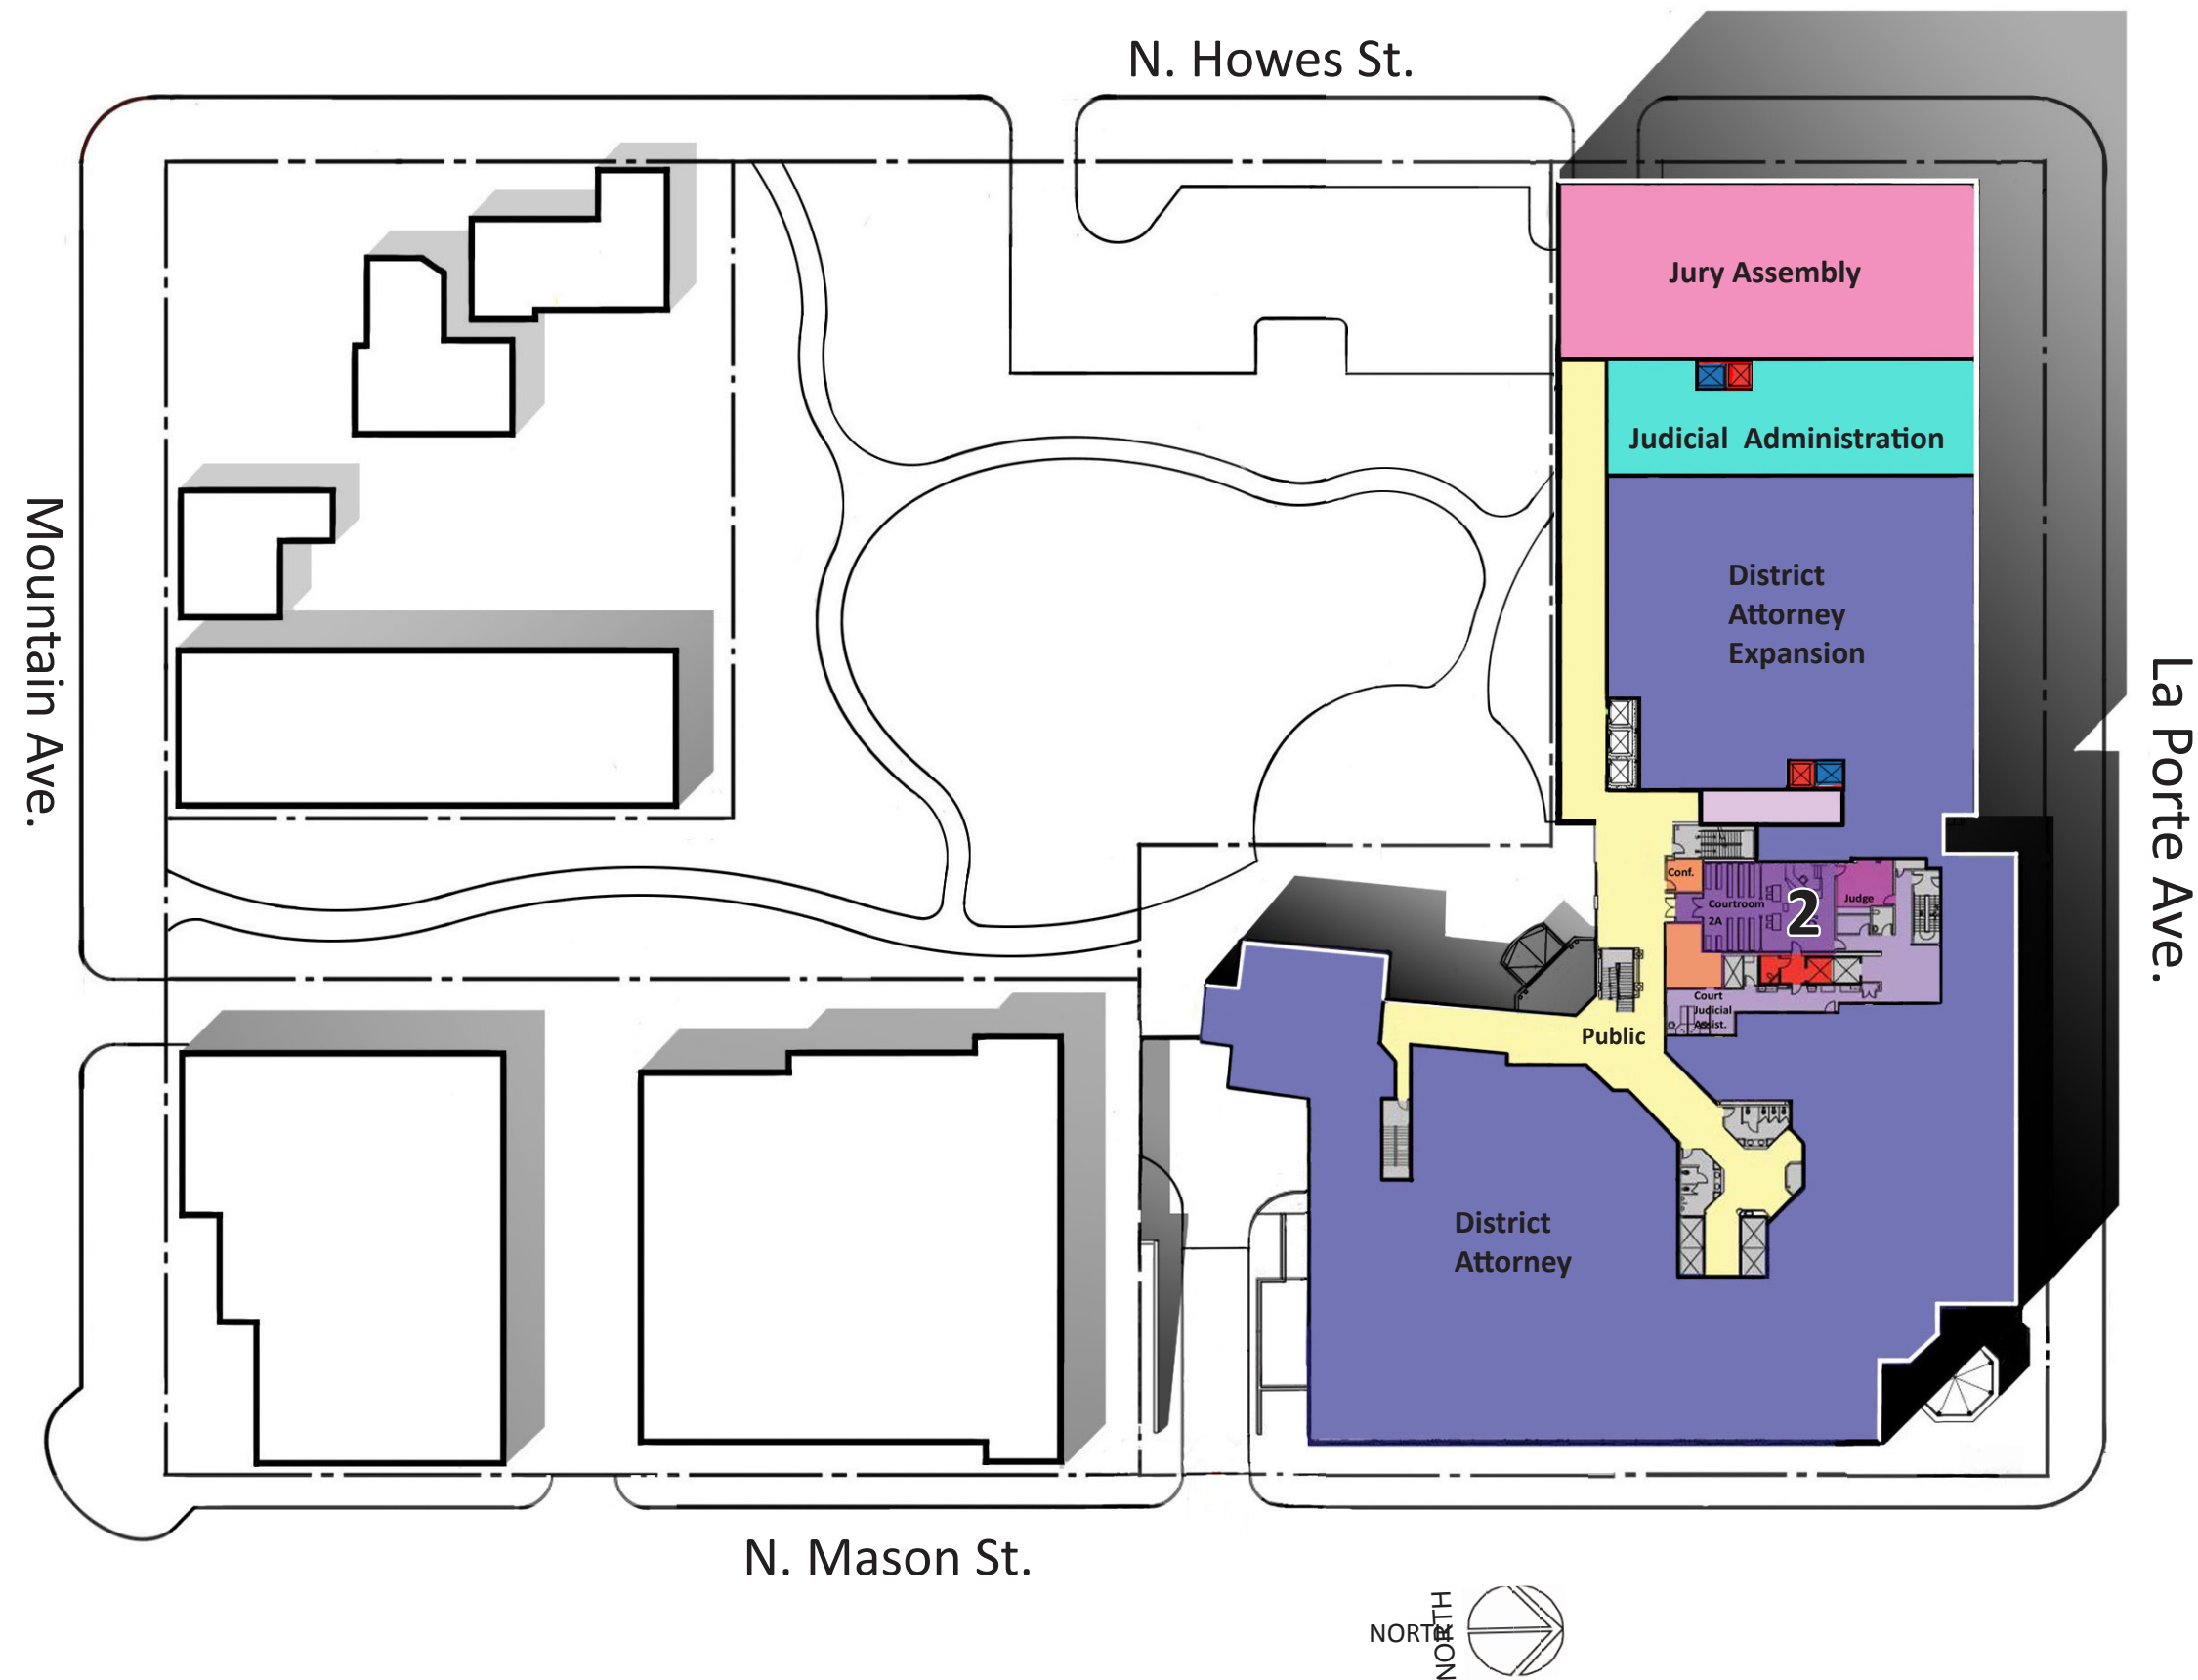 N. Howes St.
Jury Assembly
Judicial Administration
Mountain Ave.
District
Attorney
Expansion
La Porte Ave.
Conf.
Courtroom
2A
2
Judge
Court
Judicial
Assist.
Public
District
Attorney
N. Mason St.
NORTH
NORTH